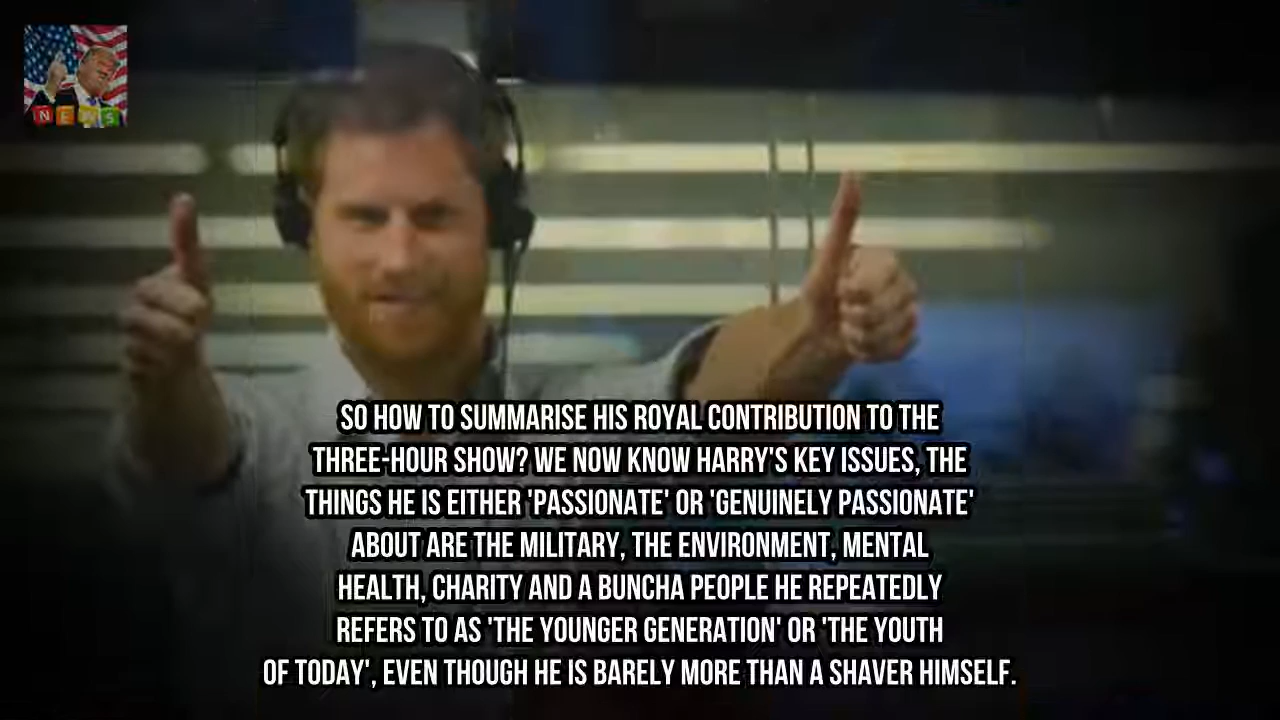 NEWS
SO HOW TO SUMMARISE HIS ROYAL CONTRIBUTION TO THE
THREE-HOUR SHOW? WE NOW KNOW HARRY'S KEY ISSUES, THE
THINGS HE IS EITHER 'PASSIONATE' OR 'GENUINELY PASSIONATE'
ABOUT ARE THE MILITARY, THE ENVIRONMENT, MENTAL
HEALTH, CHARITY AND A BUNCHA PEOPLE HE REPEATEDLY
REFERS TO AS 'THE YOUNGER GENERATION' OR 'THE YOUTH
OF TODAY', EVEN THOUGH HE IS BARELY MORE THAN A SHAVER HIMSELF.